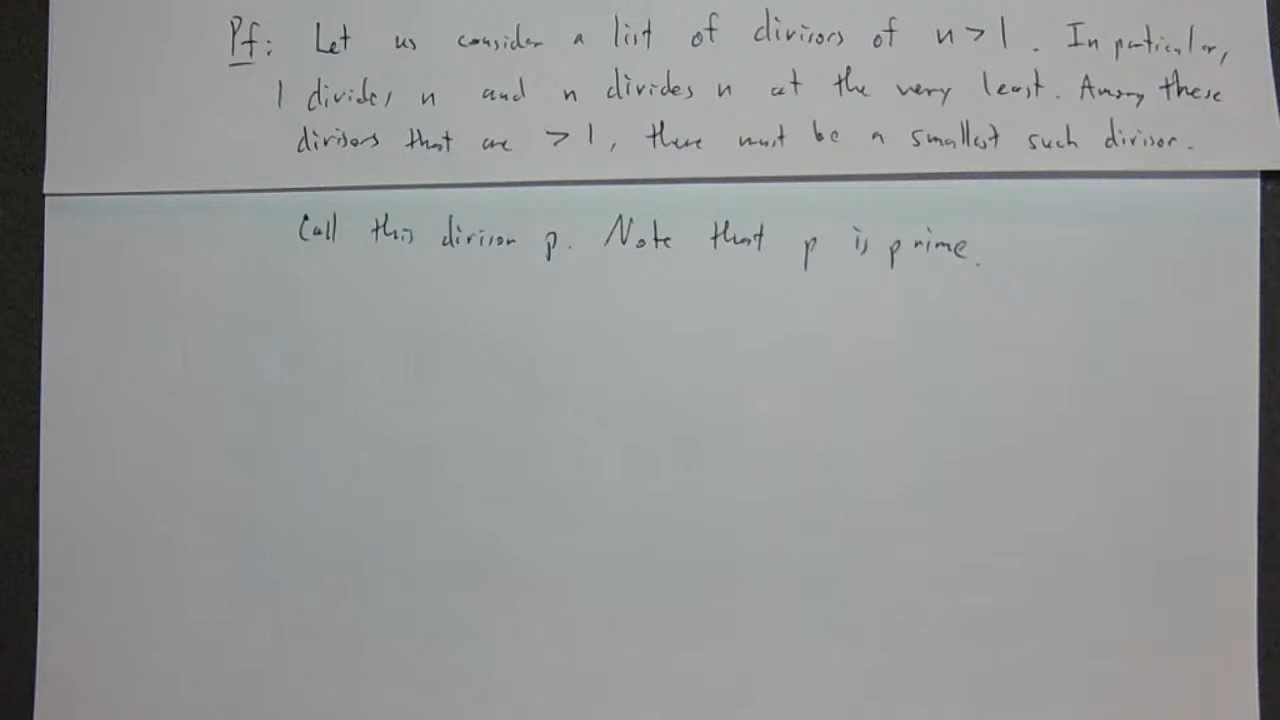 Pf: Let us consider a list of divisors of n > 1. In particular,
1 divides n and n divides n at the very least. Among these
divisors that are > 1, there must be a smallest such divisor.
Call this divisor p. Note that p is prime.